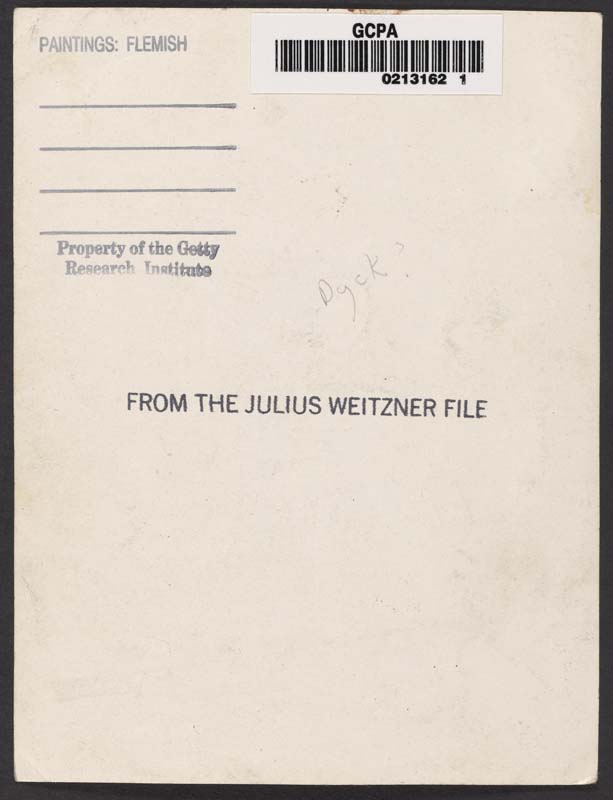 PAINTINGS: FLEMISH
GCPA
0213162 1
Property of the Getty
Research Institute
Dyck?
FROM THE JULIUS WEITZNER FILE